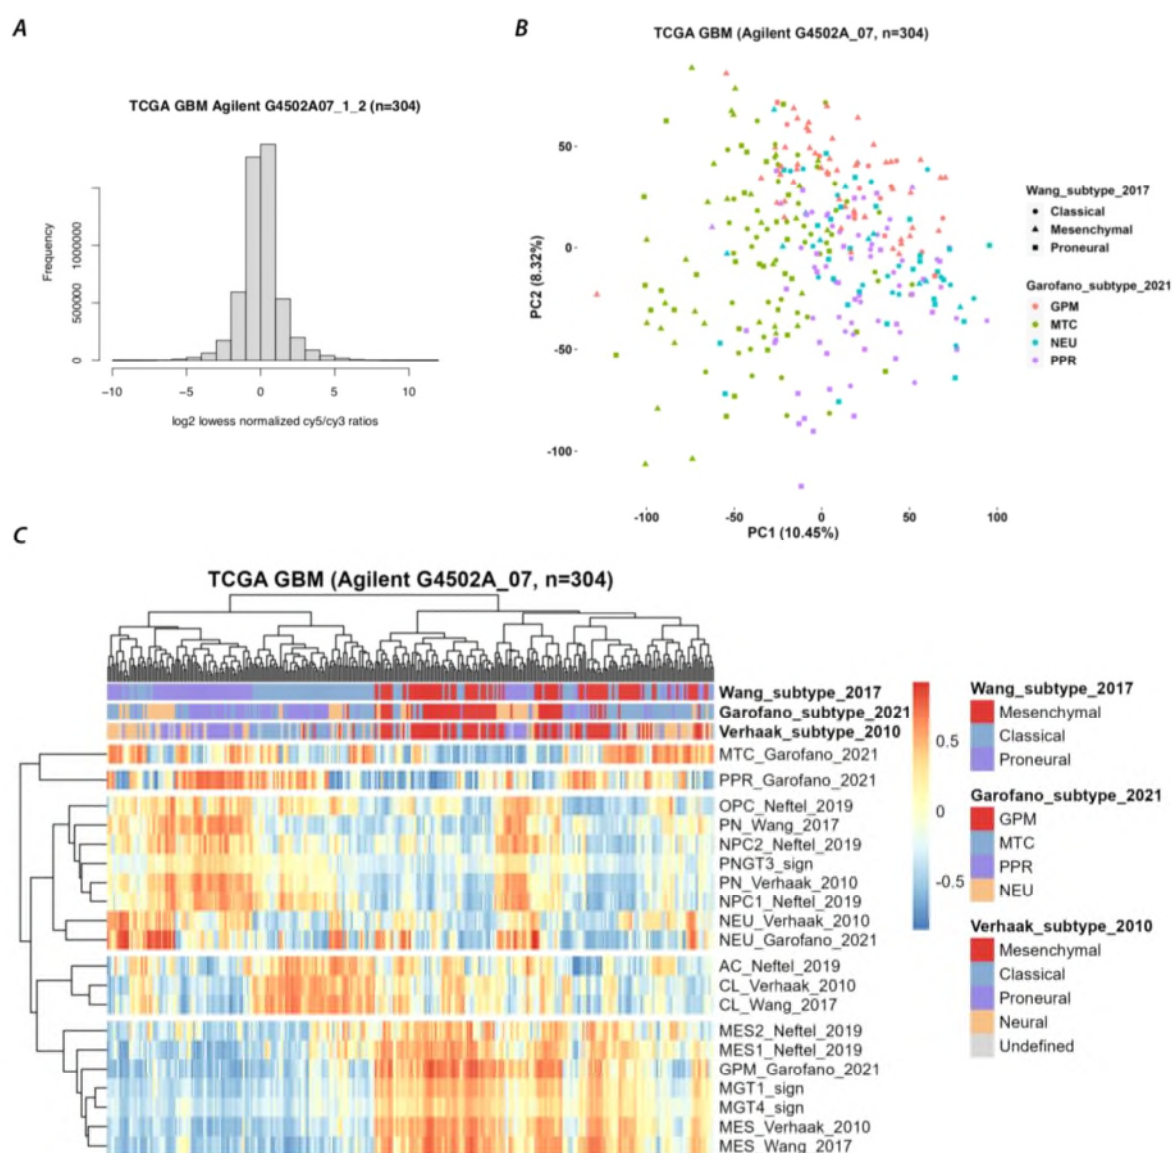 A
TCGA GBM Agilent G4502A07_1_2 (n=304)
Frequency
0
500000
1000000
−10
−5
0
5
10
log2 lowess normalized cy5/cy3 ratios
B
TCGA GBM (Agilent G4502A_07, n=304)
PC2 (8.32%)
50
0
-50
-100
-100
-50
0
50
100
PC1 (10.45%)
Wang_subtype_2017
Classical
Mesenchymal
Proneural
Garofano_subtype_2021
GPM
MTC
NEU
PPR
C
TCGA GBM (Agilent G4502A_07, n=304)
Wang_subtype_2017
Garofano_subtype_2021
Verhaak_subtype_2010
MTC_Garofano_2021
PPR_Garofano_2021
OPC_Neftel_2019
PN_Wang_2017
NPC2_Neftel_2019
PNGT3_sign
PN_Verhaak_2010
NPC1_Neftel_2019
NEU_Verhaak_2010
NEU_Garofano_2021
AC_Neftel_2019
CL_Verhaak_2010
CL_Wang_2017
MES2_Neftel_2019
MES1_Neftel_2019
GPM_Garofano_2021
MGT1_sign
MGT4_sign
MES_Verhaak_2010
MES_Wang_2017
0.5
0
-0.5
Wang_subtype_2017
Mesenchymal
Classical
Proneural
Garofano_subtype_2021
GPM
MTC
PPR
NEU
Verhaak_subtype_2010
Mesenchymal
Classical
Proneural
Neural
Undefined